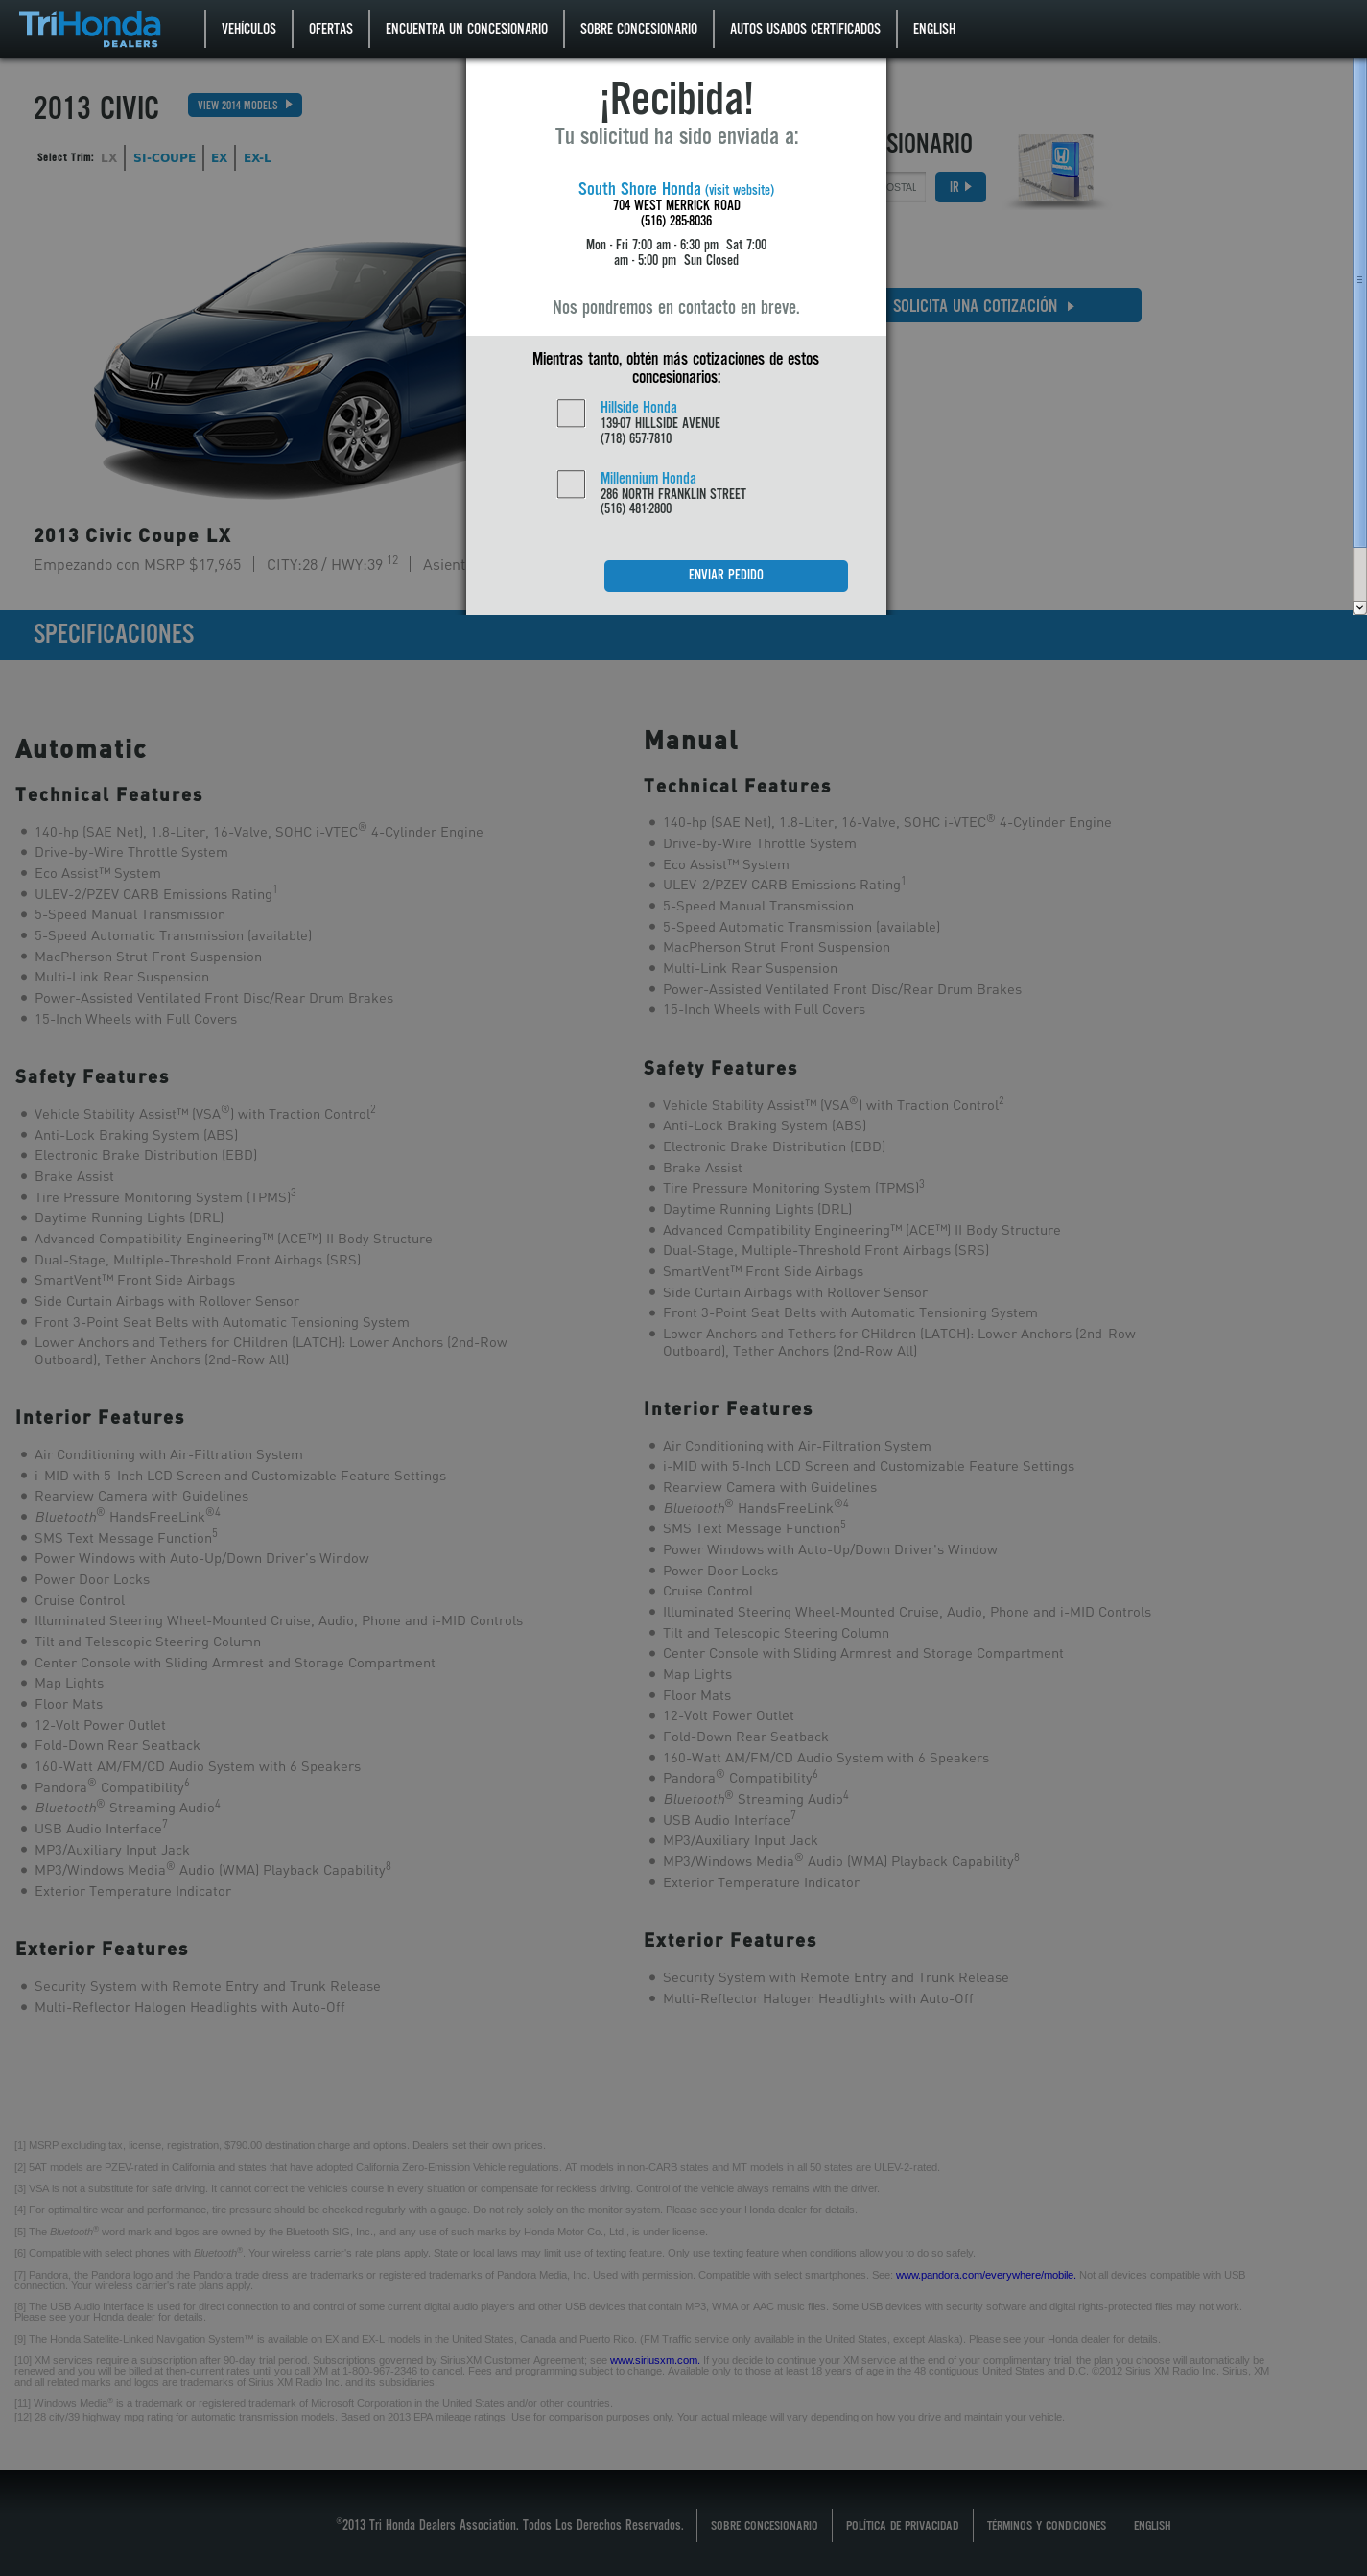 TriHonda
DEALERS
VEHÍCULOS
OFERTAS
ENCUENTRA UN CONCESIONARIO
SOBRE CONCESIONARIO
AUTOS USADOS CERTIFICADOS
ENGLISH
2013 CIVIC
VIEW 2014 MODELS
Select Trim: LX SI-COUPE EX EX-L
¡Recibida!
Tu solicitud ha sido enviada a:
South Shore Honda (visit website)
704 WEST MERRICK ROAD
(516) 285-8036
Mon - Fri 7:00 am - 6:30 pm Sat 7:00
am - 5:00 pm Sun Closed
Nos pondremos en contacto en breve.
Mientras tanto, obtén más cotizaciones de estos
concesionarios:
Hillside Honda
139-07 HILLSIDE AVENUE
(718) 657-7810
Millennium Honda
286 NORTH FRANKLIN STREET
(516) 481-2800
ENVIAR PEDIDO
SIONARIO
OSTAL
IR
SOLICITA UNA COTIZACIÓN
2013 Civic Coupe LX
Empezando con MSRP $17,965 | CITY:28 / HWY:39 12 | Asient
SPECIFICACIONES
Automatic
Technical Features
140-hp (SAE Net), 1.8-Liter, 16-Valve, SOHC i-VTEC® 4-Cylinder Engine
Drive-by-Wire Throttle System
Eco Assist™ System
ULEV-2/PZEV CARB Emissions Rating1
5-Speed Manual Transmission
5-Speed Automatic Transmission (available)
MacPherson Strut Front Suspension
Multi-Link Rear Suspension
Power-Assisted Ventilated Front Disc/Rear Drum Brakes
15-Inch Wheels with Full Covers
Safety Features
Vehicle Stability Assist™ (VSA®) with Traction Control2
Anti-Lock Braking System (ABS)
Electronic Brake Distribution (EBD)
Brake Assist
Tire Pressure Monitoring System (TPMS)3
Daytime Running Lights (DRL)
Advanced Compatibility Engineering™ (ACE™) II Body Structure
Dual-Stage, Multiple-Threshold Front Airbags (SRS)
SmartVent™ Front Side Airbags
Side Curtain Airbags with Rollover Sensor
Front 3-Point Seat Belts with Automatic Tensioning System
Lower Anchors and Tethers for CHildren (LATCH): Lower Anchors (2nd-Row
Outboard), Tether Anchors (2nd-Row All)
Interior Features
Air Conditioning with Air-Filtration System
i-MID with 5-Inch LCD Screen and Customizable Feature Settings
Rearview Camera with Guidelines
Bluetooth® HandsFreeLink®4
SMS Text Message Function5
Power Windows with Auto-Up/Down Driver's Window
Power Door Locks
Cruise Control
Illuminated Steering Wheel-Mounted Cruise, Audio, Phone and i-MID Controls
Tilt and Telescopic Steering Column
Center Console with Sliding Armrest and Storage Compartment
Map Lights
Floor Mats
12-Volt Power Outlet
Fold-Down Rear Seatback
160-Watt AM/FM/CD Audio System with 6 Speakers
Pandora® Compatibility6
Bluetooth® Streaming Audio4
USB Audio Interface7
MP3/Auxiliary Input Jack
MP3/Windows Media® Audio (WMA) Playback Capability8
Exterior Temperature Indicator
Exterior Features
Security System with Remote Entry and Trunk Release
Multi-Reflector Halogen Headlights with Auto-Off
Manual
Technical Features
140-hp (SAE Net), 1.8-Liter, 16-Valve, SOHC i-VTEC® 4-Cylinder Engine
Drive-by-Wire Throttle System
Eco Assist™ System
ULEV-2/PZEV CARB Emissions Rating1
5-Speed Manual Transmission
5-Speed Automatic Transmission (available)
MacPherson Strut Front Suspension
Multi-Link Rear Suspension
Power-Assisted Ventilated Front Disc/Rear Drum Brakes
15-Inch Wheels with Full Covers
Safety Features
Vehicle Stability Assist™ (VSA®) with Traction Control2
Anti-Lock Braking System (ABS)
Electronic Brake Distribution (EBD)
Brake Assist
Tire Pressure Monitoring System (TPMS)3
Daytime Running Lights (DRL)
Advanced Compatibility Engineering™ (ACE™) II Body Structure
Dual-Stage, Multiple-Threshold Front Airbags (SRS)
SmartVent™ Front Side Airbags
Side Curtain Airbags with Rollover Sensor
Front 3-Point Seat Belts with Automatic Tensioning System
Lower Anchors and Tethers for CHildren (LATCH): Lower Anchors (2nd-Row
Outboard), Tether Anchors (2nd-Row All)
Interior Features
Air Conditioning with Air-Filtration System
i-MID with 5-Inch LCD Screen and Customizable Feature Settings
Rearview Camera with Guidelines
Bluetooth® HandsFreeLink®4
SMS Text Message Function5
Power Windows with Auto-Up/Down Driver's Window
Power Door Locks
Cruise Control
Illuminated Steering Wheel-Mounted Cruise, Audio, Phone and i-MID Controls
Tilt and Telescopic Steering Column
Center Console with Sliding Armrest and Storage Compartment
Map Lights
Floor Mats
12-Volt Power Outlet
Fold-Down Rear Seatback
160-Watt AM/FM/CD Audio System with 6 Speakers
Pandora® Compatibility6
Bluetooth® Streaming Audio4
USB Audio Interface7
MP3/Auxiliary Input Jack
MP3/Windows Media® Audio (WMA) Playback Capability8
Exterior Temperature Indicator
Exterior Features
Security System with Remote Entry and Trunk Release
Multi-Reflector Halogen Headlights with Auto-Off
[1] MSRP excluding tax, license, registration, $790.00 destination charge and options. Dealers set their own prices.
[2] 5AT models are PZEV-rated in California and states that have adopted California Zero-Emission Vehicle regulations. AT models in non-CARB states and MT models in all 50 states are ULEV-2-rated.
[3] VSA is not a substitute for safe driving. It cannot correct the vehicle's course in every situation or compensate for reckless driving. Control of the vehicle always remains with the driver.
[4] For optimal tire wear and performance, tire pressure should be checked regularly with a gauge. Do not rely solely on the monitor system. Please see your Honda dealer for details.
[5] The Bluetooth® word mark and logos are owned by the Bluetooth SIG, Inc., and any use of such marks by Honda Motor Co., Ltd., is under license.
[6] Compatible with select phones with Bluetooth®. Your wireless carrier's rate plans apply. State or local laws may limit use of texting feature. Only use texting feature when conditions allow you to do so safely.
[7] Pandora, the Pandora logo and the Pandora trade dress are trademarks or registered trademarks of Pandora Media, Inc. Used with permission. Compatible with select smartphones. See. www.pandora.com/everywhere/mobile. Not all devices compatible with USB
connection. Your wireless carrier's rate plans apply.
[8] The USB Audio Interface is used for direct connection to and control of some current digital audio players and other USB devices that contain MP3, WMA or AAC music files. Some USB devices with security software and digital rights-protected files may not work.
Please see your Honda dealer for details.
[9] The Honda Satellite-Linked Navigation System™ is available on EX and EX-L models in the United States, Canada and Puerto Rico. (FM Traffic service only available in the United States, except Alaska). Please see your Honda dealer for details.
[10] XM services require a subscription after 90-day trial period. Subscriptions governed by SiriusXM Customer Agreement; see www.siriusxm.com. If you decide to continue your XM service at the end of your complimentary trial, the plan you choose will automatically be
renewed and you will be billed at then-current rates until you call XM at 1-800-967-2346 to cancel. Fees and programming subject to change. Available only to those at least 18 years of age in the 48 contiguous United States and D.C. ©2012 Sirius XM Radio Inc. Sirius, XM
and all related marks and logos are trademarks of Sirius XM Radio Inc. and its subsidiaries.
[11] Windows Media® is a trademark or registered trademark of Microsoft Corporation in the United States and/or other countries.
[12] 28 city/39 highway mpg rating for automatic transmission models. Based on 2013 EPA mileage ratings. Use for comparison purposes only. Your actual mileage will vary depending on how you drive and maintain your vehicle.
®2013 Tri Honda Dealers Association. Todos Los Derechos Reservados.
SOBRE CONCESIONARIO
POLÍTICA DE PRIVACIDAD
TÉRMINOS Y CONDICIONES
ENGLISH